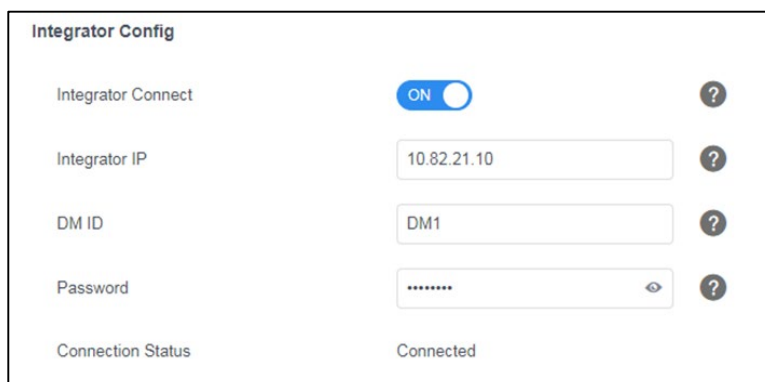 Integrator Config
Integrator Connect ON ?
Integrator IP 10.82.21.10 ?
DM ID DM1 ?
Password •••••••• ?
Connection Status Connected